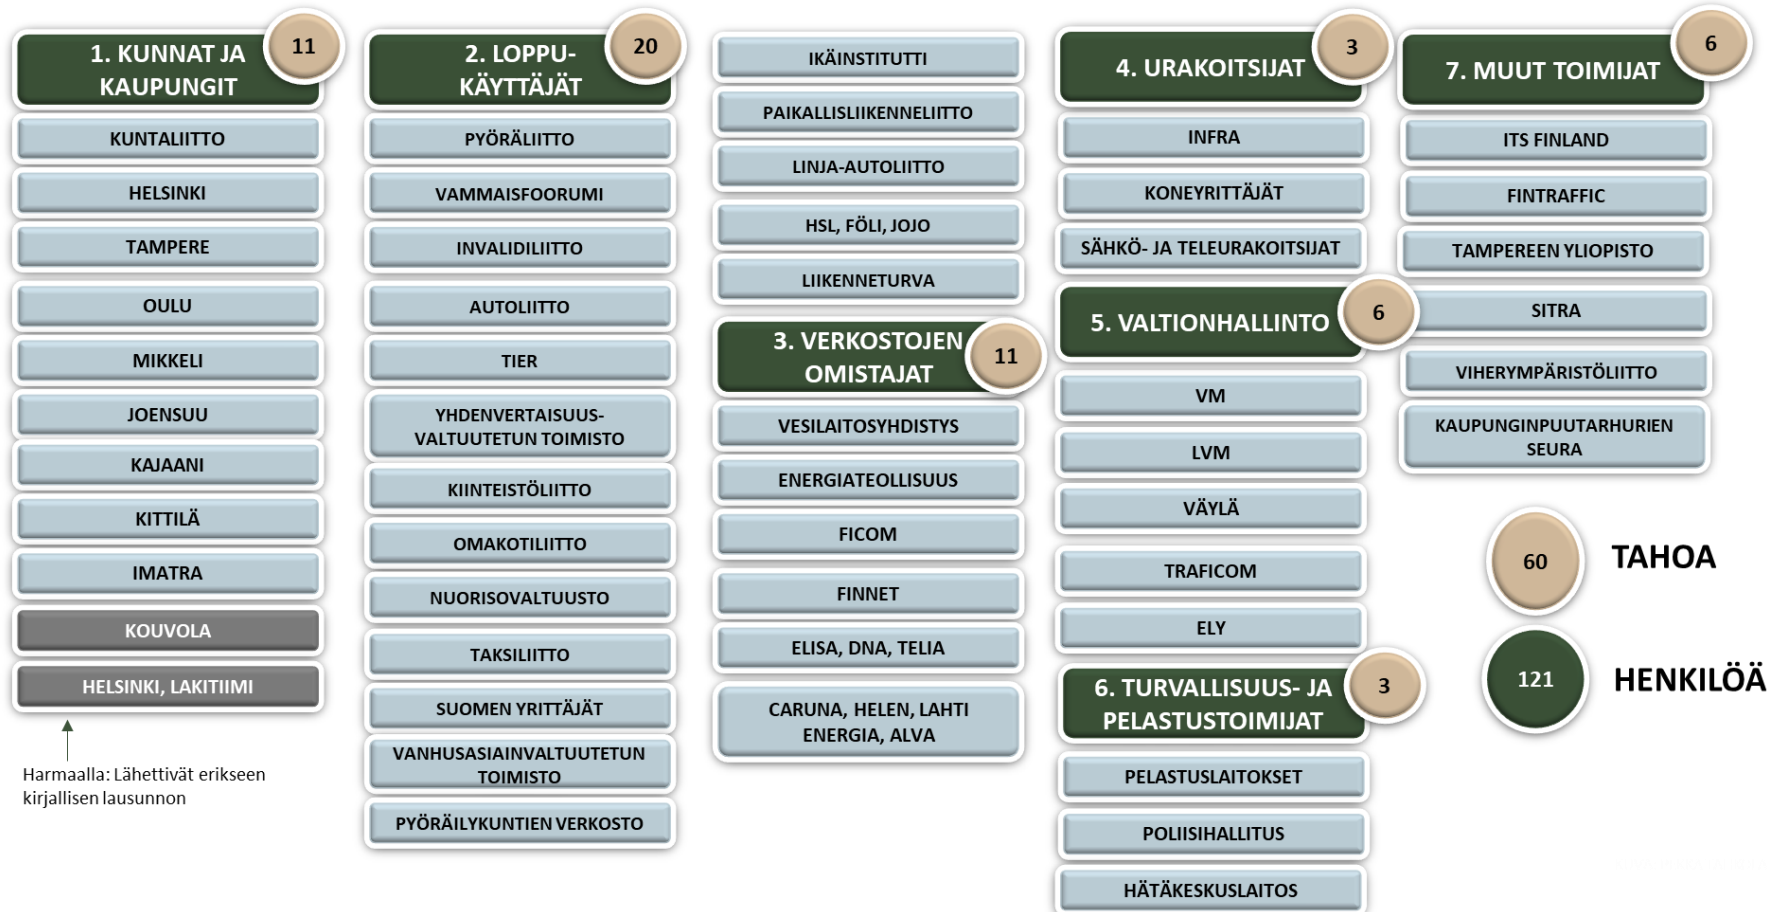 1. KUNNAT JA
KAUPUNGIT
11
KUNTALIITTO
HELSINKI
TAMPERE
OULU
MIKKELI
JOENSUU
KAJAANI
KITTILÄ
IMATRA
KOUVOLA
HELSINKI, LAKITIIMI
Harmaalla: Lähettivät erikseen
kirjallisen lausunnon
2. LOPPU-
KÄYTTÄJÄT
20
PYÖRÄLIITTO
VAMMAISFOORUMI
INVALIDILIITTO
AUTOLIITTO
TIER
YHDENVERTAISUUS-
VALTUUTETUN TOIMISTO
KIINTEISTÖLIITTO
OMAKOTILIITTO
NUORISOVALTUUSTO
TAKSILIITTO
SUOMEN YRITTÄJÄT
VANHUSASIAINVALTUUTETUN
TOIMISTO
PYÖRÄILYKUNTIEN VERKOSTO
IKÄINSTITUTTI
PAIKALLISLIIKENNELIITTO
LINJA-AUTOLIITTO
HSL, FÖLI, JOJO
LIIKENNETURVA
3. VERKOSTOJEN
OMISTAJAT
11
VESILAITOSYHDISTYS
ENERGIATEOLLISUUS
FICOM
FINNET
ELISA, DNA, TELIA
CARUNA, HELEN, LAHTI
ENERGIA, ALVA
4. URAKOITSIJAT
3
INFRA
KONEYRITTÄJÄT
SÄHKÖ- JA TELEURAKOITSIJAT
5. VALTIONHALLINTO
6
VM
LVM
VÄYLÄ
TRAFICOM
ELY
6. TURVALLISUUS- JA
PELASTUSTOIMIJAT
3
PELASTUSLAITOKSET
POLIISIHALLITUS
HÄTÄKESKUSLAITOS
7. MUUT TOIMIJAT
6
ITS FINLAND
FINTRAFFIC
TAMPEREEN YLIOPISTO
SITRA
VIHERYMPÄRISTÖLIITTO
KAUPUNGINPUUTARHURIEN
SEURA
60
TAHOA
121
HENKILÖÄ